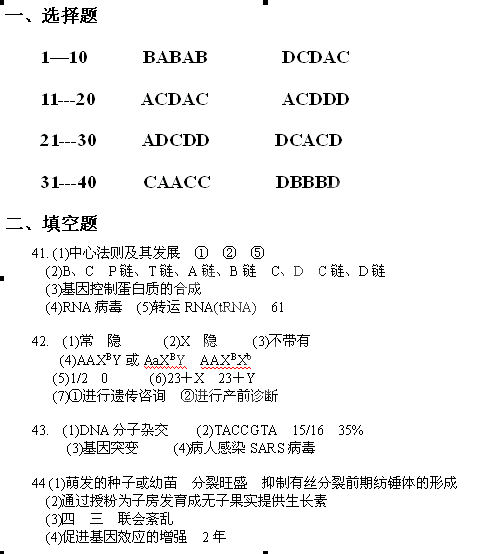 一、选择题
1—10 BABAB DCDAC
11---20 ACDAC ACDDD
21---30 ADCDD DCACD
31---40 CAACC DBBBD
二、填空题
41. (1)中心法则及其发展 ① ② ⑤
(2)B、C P链、T链、A链、B链 C、D C链、D链
(3)基因控制蛋白质的合成
(4)RNA病毒 (5)转运RNA(tRNA) 61
42. (1)常 隐 (2)X 隐 (3)不带有
(4)AAXᴮY 或 AaXᴮY AAXᴮXᵇ
(5)1/2 0 (6)23+X 23+Y
(7)①进行遗传咨询 ②进行产前诊断
43. (1)DNA分子杂交 (2)TACCGTA 15/16 35%
(3)基因突变 (4)病人感染SARS病毒
44 (1)萌发的种子或幼苗 分裂旺盛 抑制有丝分裂前期纺锤体的形成
(2)通过授粉为子房发育成无子果实提供生长素
(3)四 三 联会紊乱
(4)促进基因效应的增强 2年